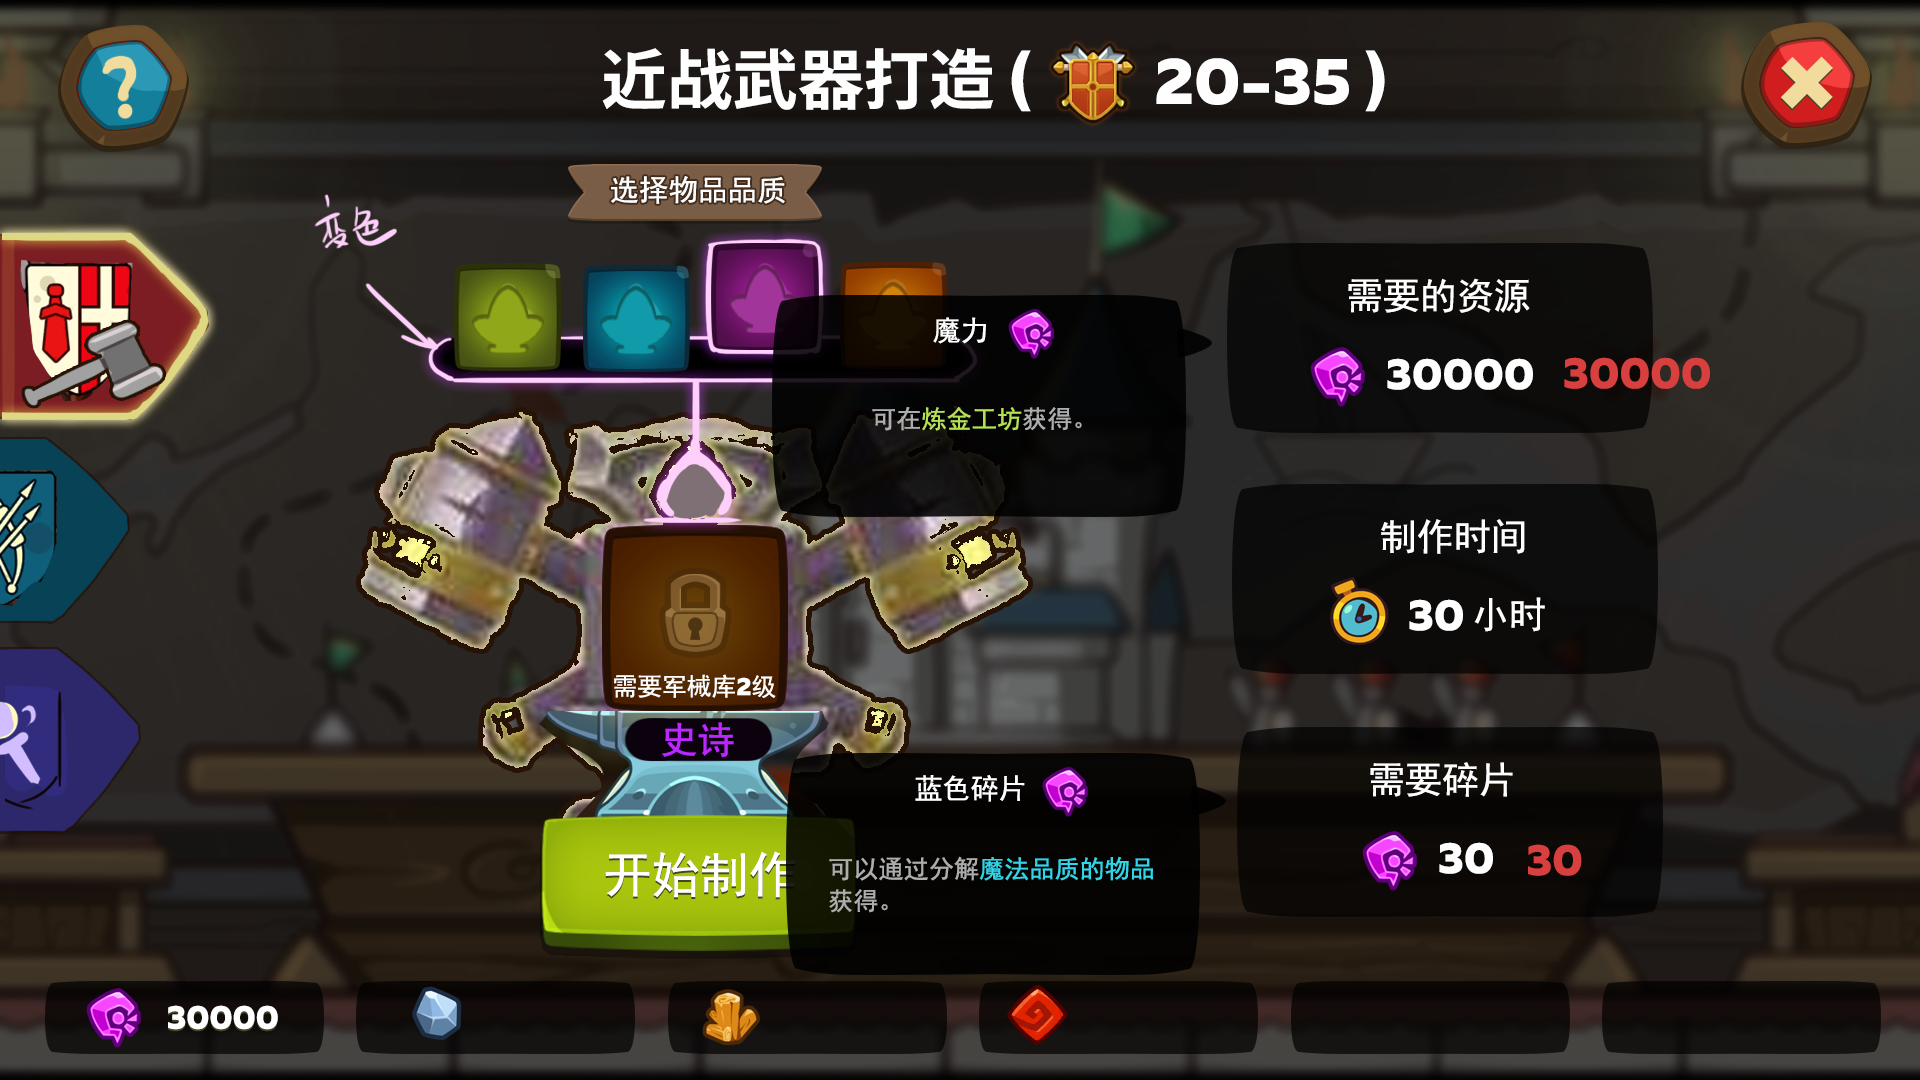 近战武器打造( 20-35)
选择物品品质
变色
魔力
可在炼金工坊获得。
需要的资源
30000 30000
制作时间
30 小时
需要军械库2级
史诗
开始制作
蓝色碎片
可以通过分解魔法品质的物品
获得。
需要碎片
30 30
30000